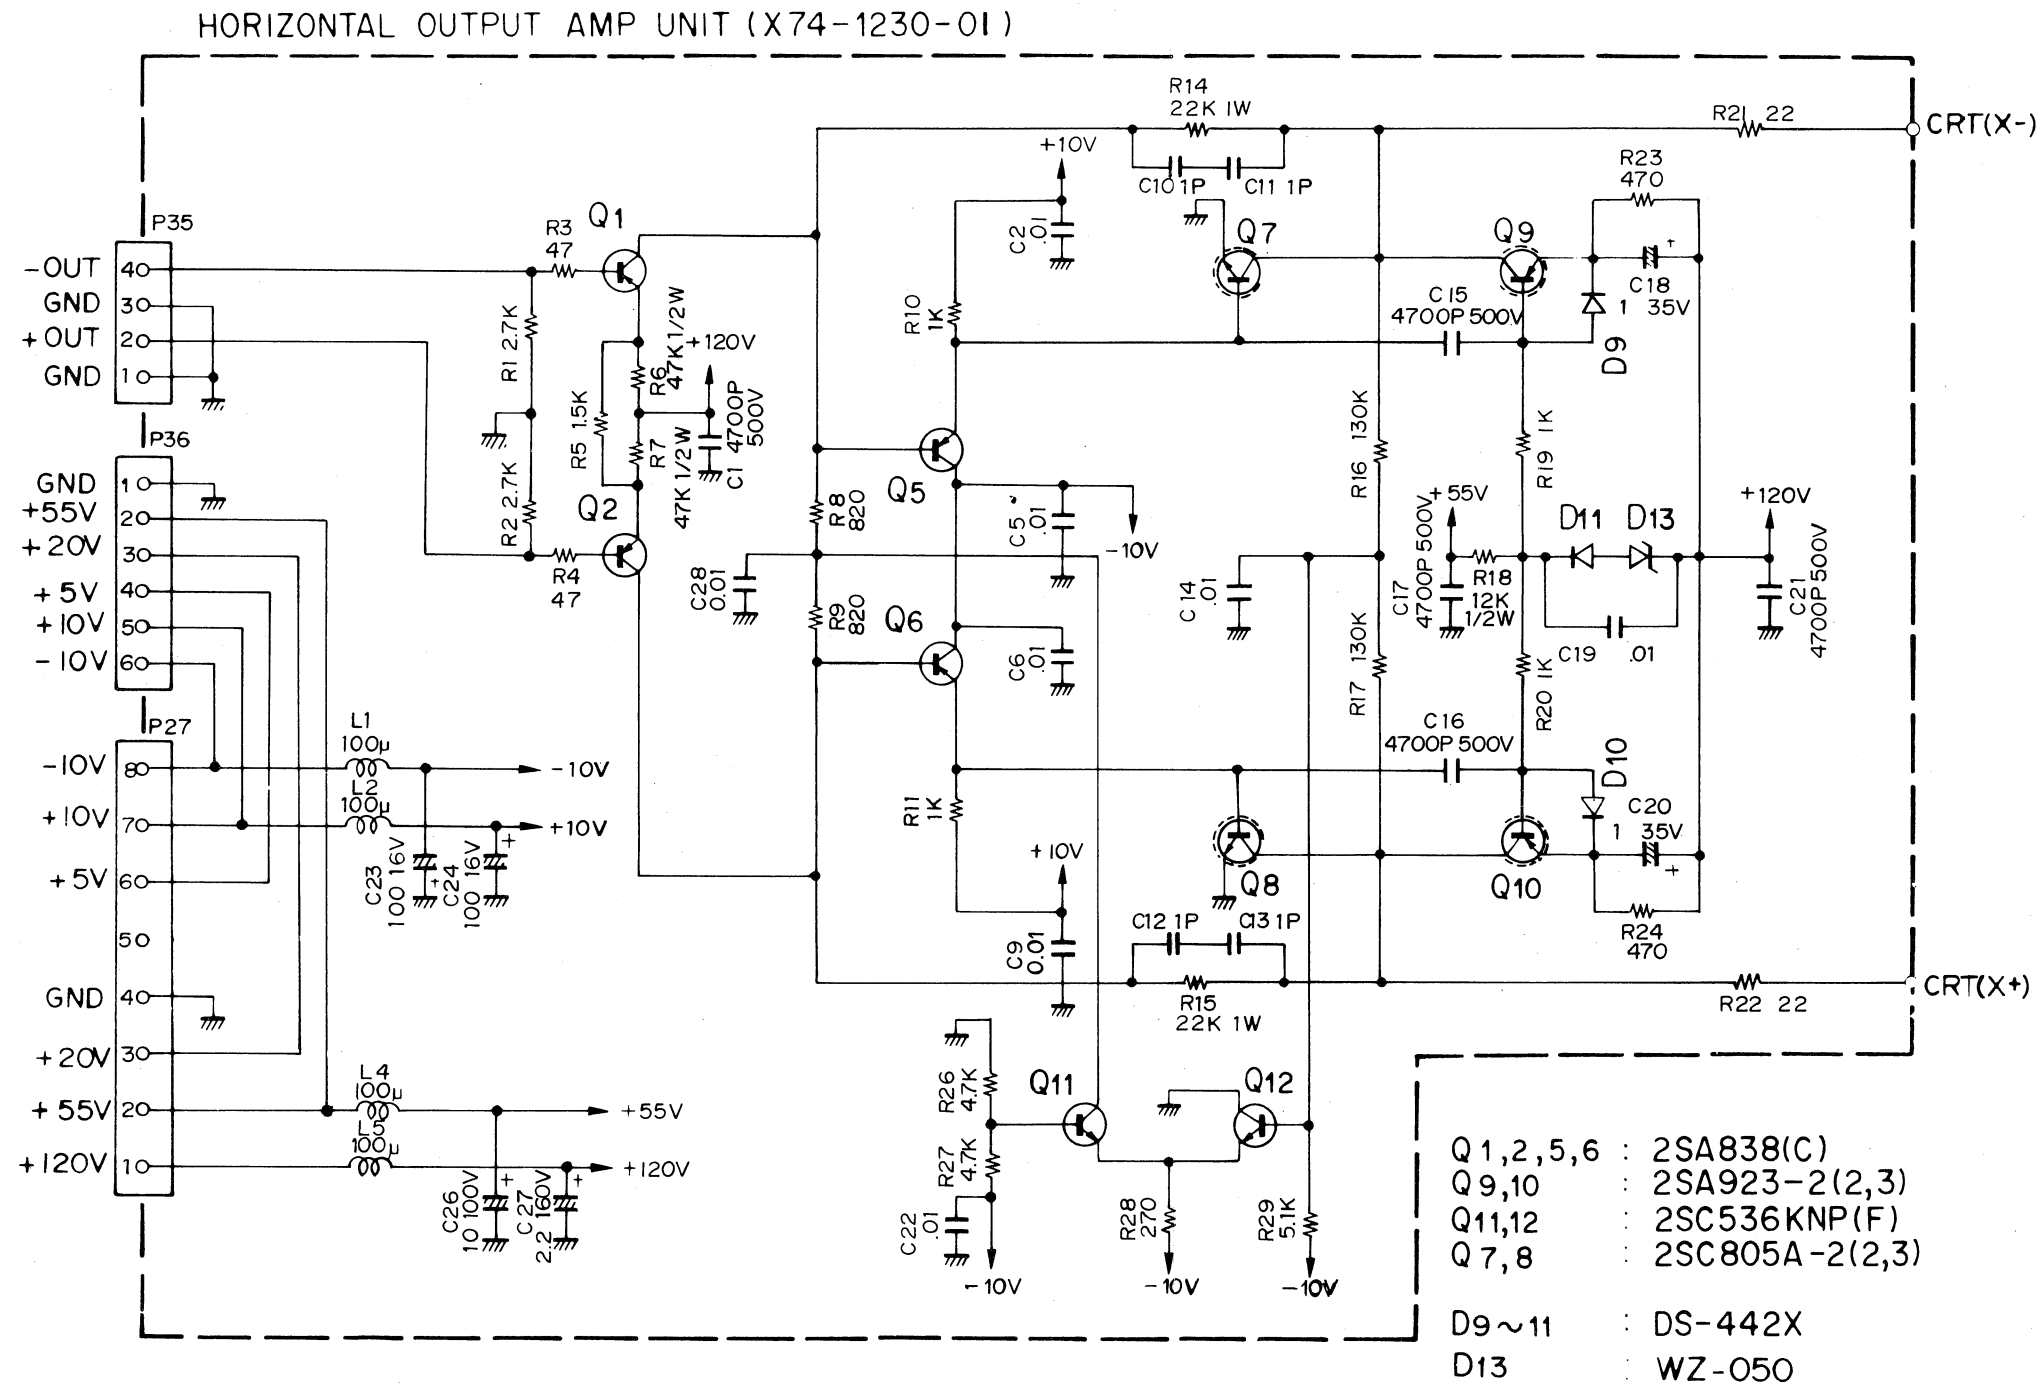 HORIZONTAL OUTPUT AMP UNIT (X74-1230-01)
P35
-OUT 4
GND 3
+OUT 2
GND 1
P36
GND 1
+55V 2
+20V 3
+5V 4
+10V 5
-10V 6
P27
-10V 8
+10V 7
+5V 6
5
GND 4
+20V 3
+55V 2
+120V 1
L1
100μ
-10V
L2
100μ
+10V
C23
100 16V
+
C24
100 16V
+
L4
100μ
+55V
L5
100μ
+120V
C26
10 100V
+
C27
2.2 160V
+
R3
47
Q1
R1 2.7K
R2 2.7K
R4
47
Q2
R5 1.5K
R6
47K 1/2W
R7
47K 1/2W
+120V
C1
4700P
500V
R8
820
R9
820
C28
0.01
Q5
Q6
R10
1K
R11
1K
+10V
C2
.01
C5
.01
-10V
C6
.01
+10V
C9
0.01
R14
22K 1W
C10 1P
C11 1P
Q7
Q9
C15
4700P 500V
R23
470
C18
+
1 35V
D9
R21 22
CRT(X-)
R16 130K
R17 130K
C14
.01
C17
4700P 500V
+55V
R18
12K
1/2W
R19 1K
R20 1K
D11
D13
C19 .01
+120V
C21
4700P 500V
C16
4700P 500V
D10
C20
1 35V
+
Q8
Q10
R24
470
C12 1P
C13 1P
R15
22K 1W
R22 22
CRT(X+)
R26
4.7K
R27
4.7K
C22
.01
-10V
Q11
Q12
R28
270
-10V
R29
5.1K
-10V
Q1,2,5,6 : 2SA838(C)
Q9,10 : 2SA923-2(2,3)
Q11,12 : 2SC536KNP(F)
Q7,8 : 2SC805A-2(2,3)
D9~11 : DS-442X
D13 : WZ-050